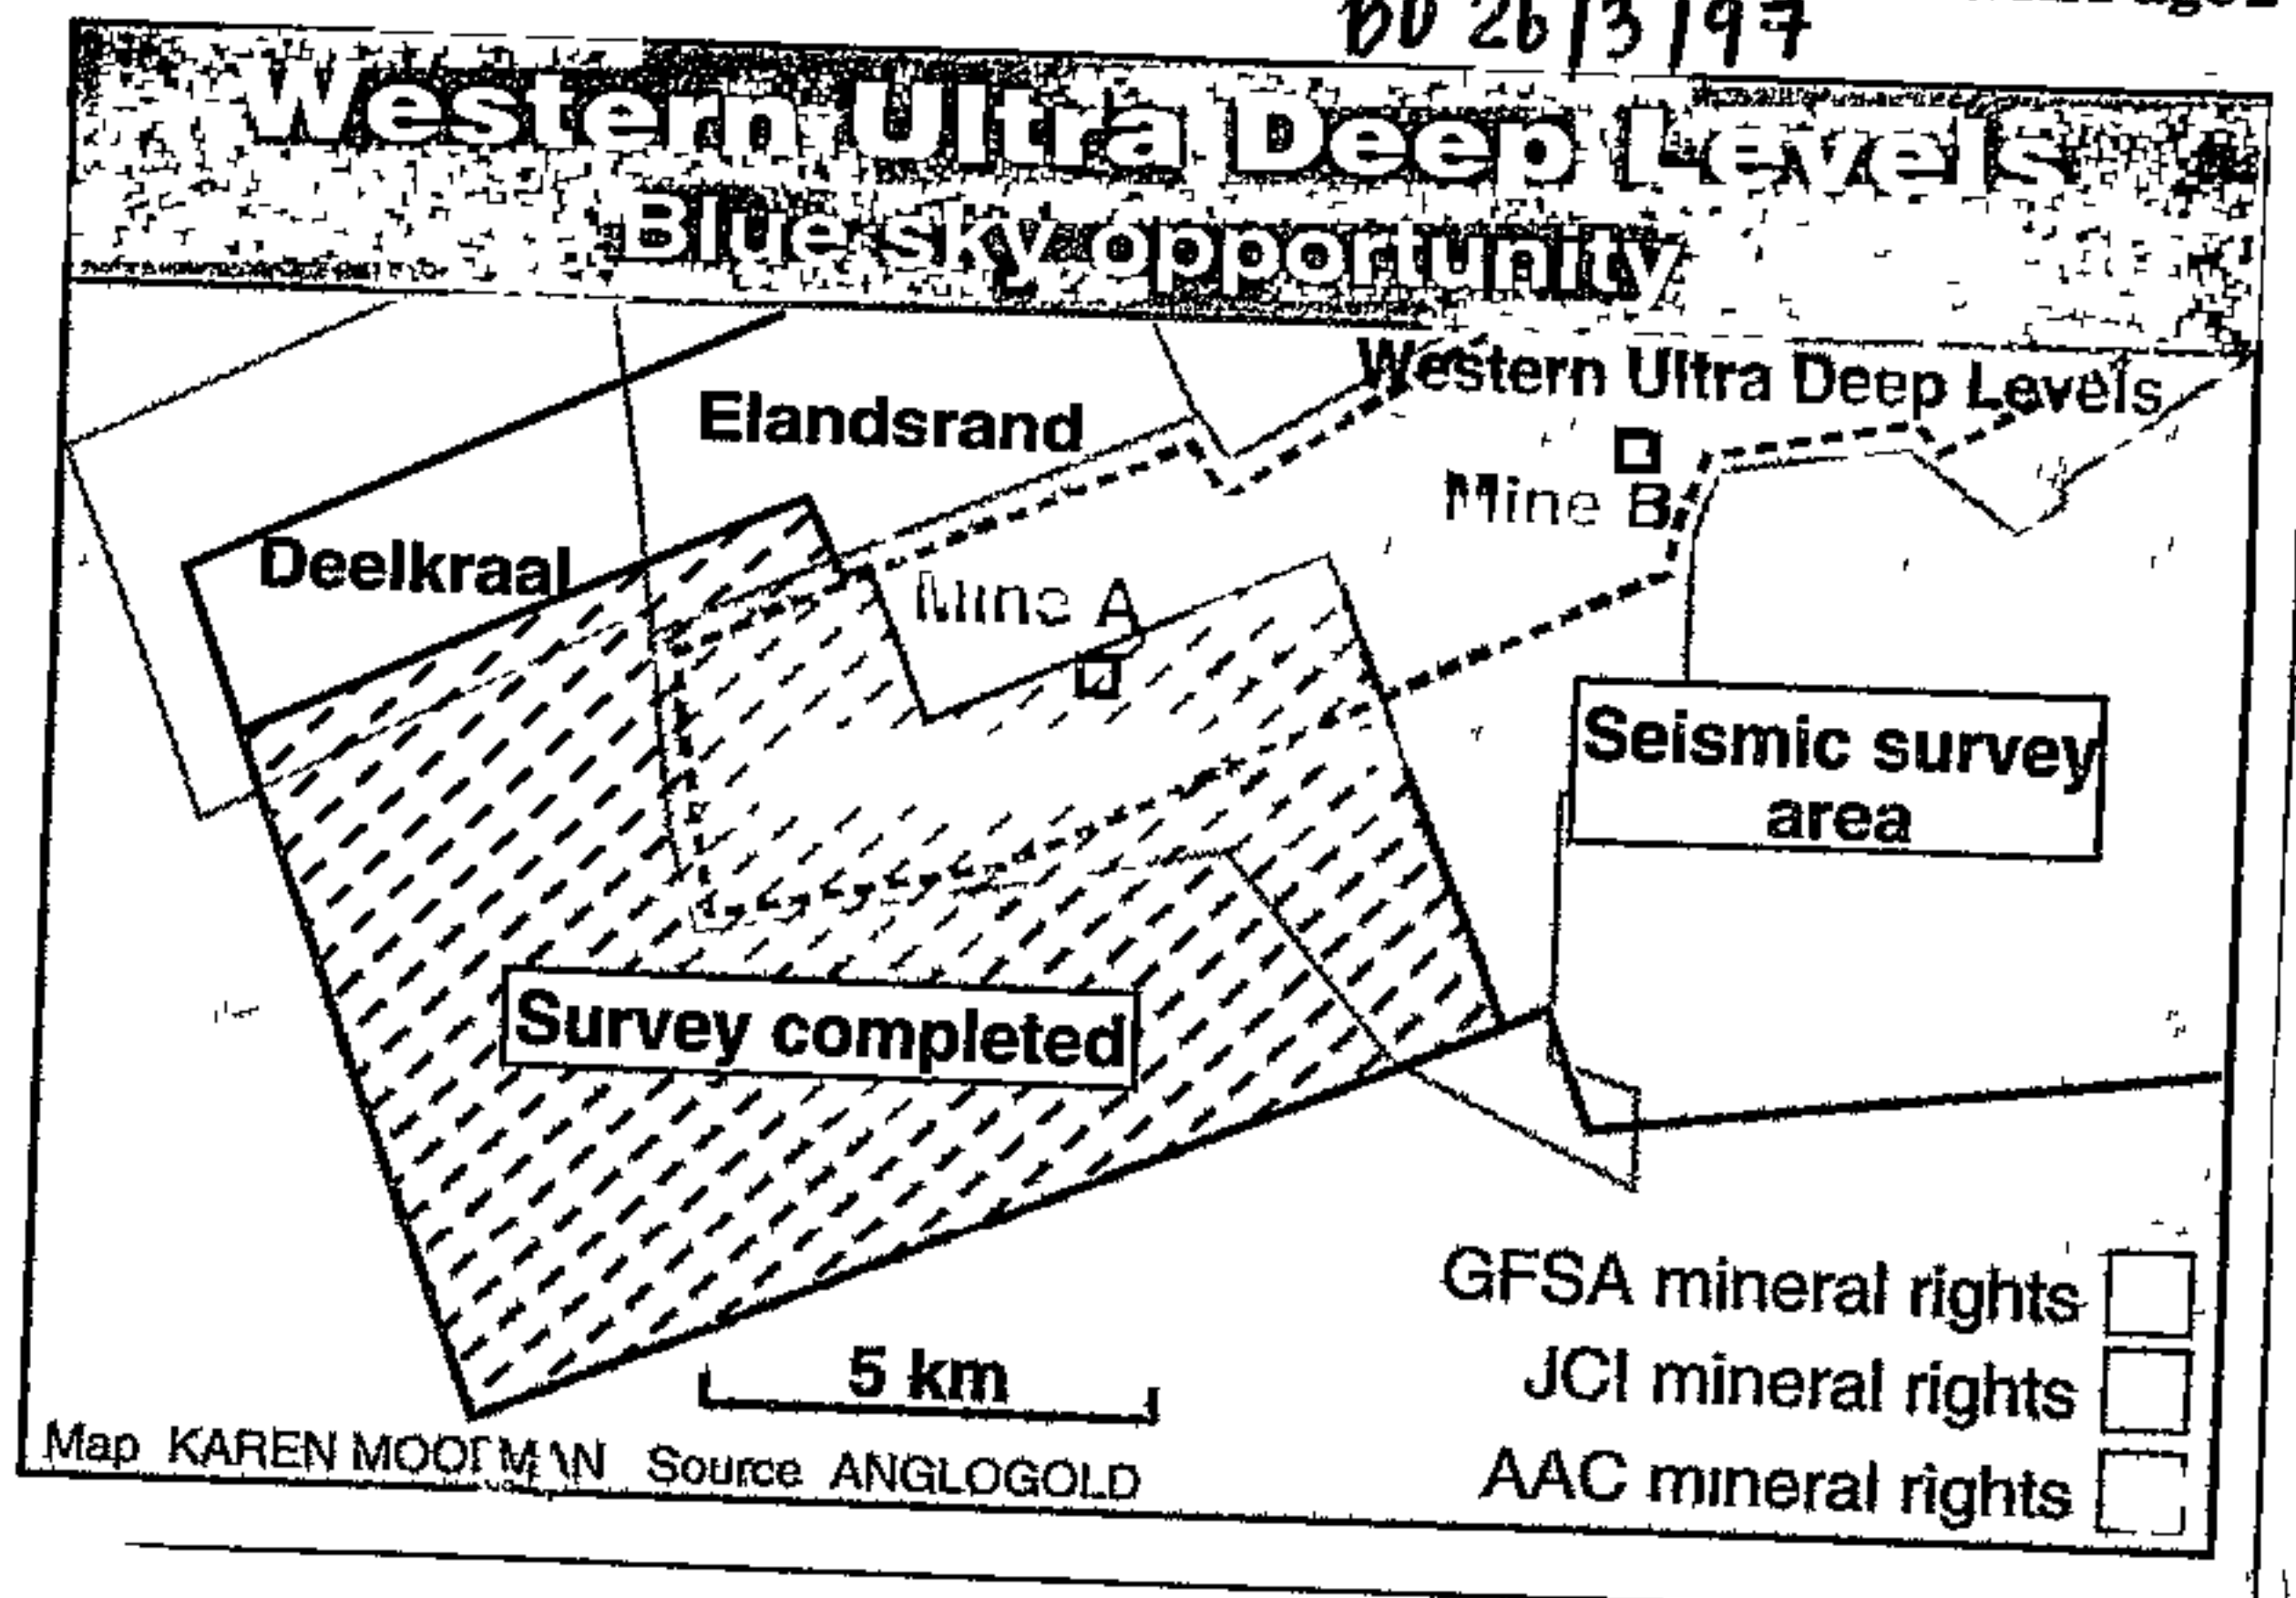 BD 26/3/97
Western Ultra Deep Levels
Blue sky opportunity
Western Ultra Deep Levels
Elandsrand
Mine B
Deelkraal
Mine A
Seismic survey
area
Survey completed
GFSA mineral rights
JCI mineral rights
AAC mineral rights
5 km
Map KAREN MOOLMAN Source ANGLOGOLD